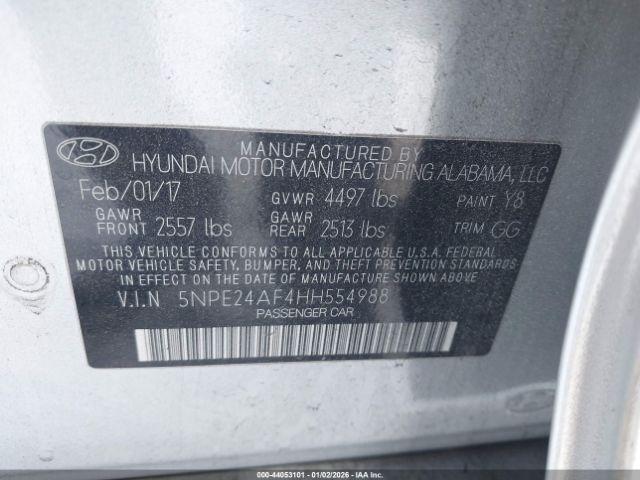 MANUFACTURED BY
HYUNDAI MOTOR MANUFACTURING ALABAMA, LLC
Feb/01/17 GVWR 4497 lbs PAINT Y8
GAWR FRONT 2557 lbs GAWR REAR 2513 lbs TRIM GG
THIS VEHICLE CONFORMS TO ALL APPLICABLE U.S.A. FEDERAL
MOTOR VEHICLE SAFETY, BUMPER, AND THEFT PREVENTION STANDARDS
IN EFFECT ON THE DATE OF MANUFACTURE SHOWN ABOVE
V.I.N 5NPE24AF4HH554988
PASSENGER CAR
000-44053101 - 01/02/2026 - IAAI.COM